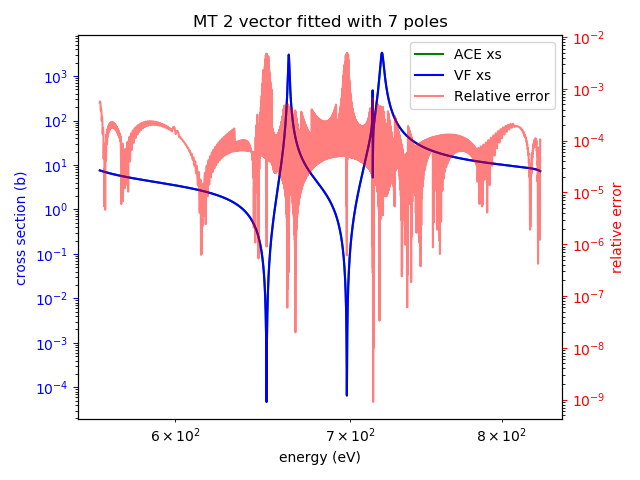 MT 2 vector fitted with 7 poles
ACE xs
VF xs
Relative error
10³
10²
10¹
10⁰
10⁻¹
10⁻²
10⁻³
10⁻⁴
cross section (b)
10⁻²
10⁻³
10⁻⁴
10⁻⁵
10⁻⁶
10⁻⁷
10⁻⁸
10⁻⁹
relative error
6 × 10² 7 × 10² 8 × 10²
energy (eV)